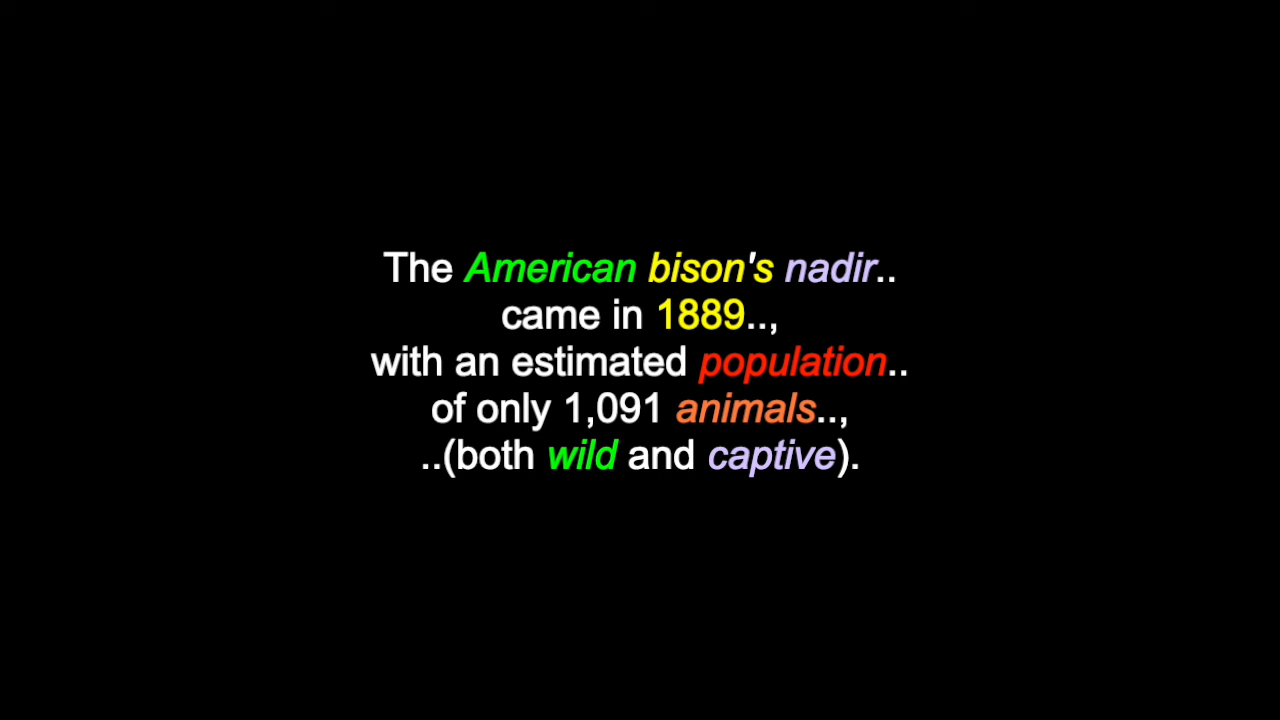 The American bison's nadir..
came in 1889..,
with an estimated population..
of only 1,091 animals..,
..(both wild and captive).